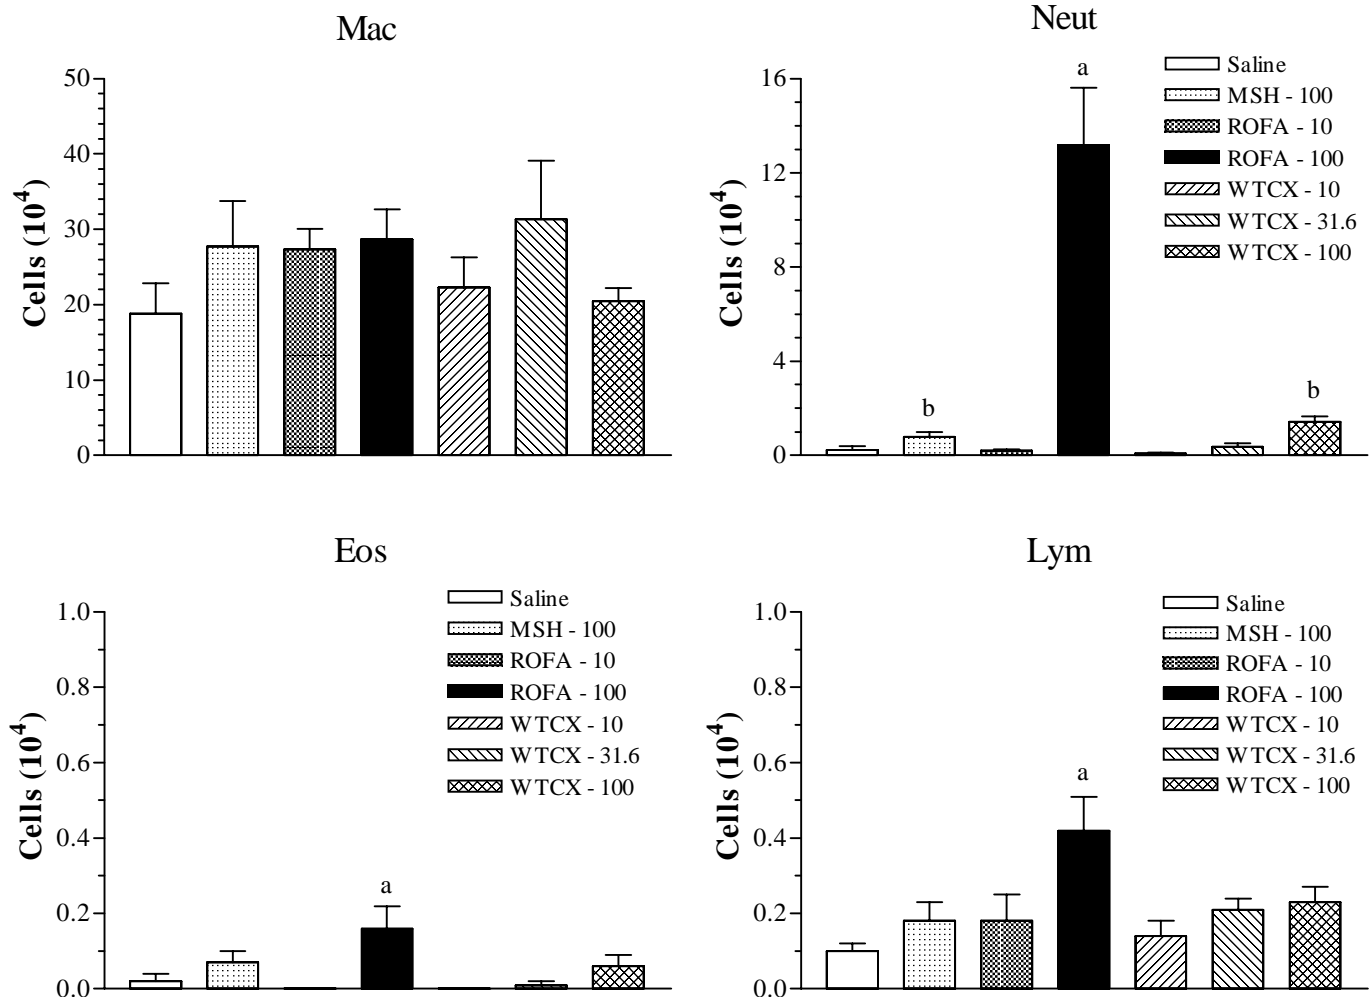 Mac
Cells (10⁴)
50
40
30
20
10
0
Neut
Cells (10⁴)
16
12
8
4
0
b
a
b
Saline
MSH - 100
ROFA - 10
ROFA - 100
WTCX - 10
WTCX - 31.6
WTCX - 100
Eos
Cells (10⁴)
1.0
0.8
0.6
0.4
0.2
0.0
a
Saline
MSH - 100
ROFA - 10
ROFA - 100
WTCX - 10
WTCX - 31.6
WTCX - 100
Lym
Cells (10⁴)
1.0
0.8
0.6
0.4
0.2
0.0
a
Saline
MSH - 100
ROFA - 10
ROFA - 100
WTCX - 10
WTCX - 31.6
WTCX - 100